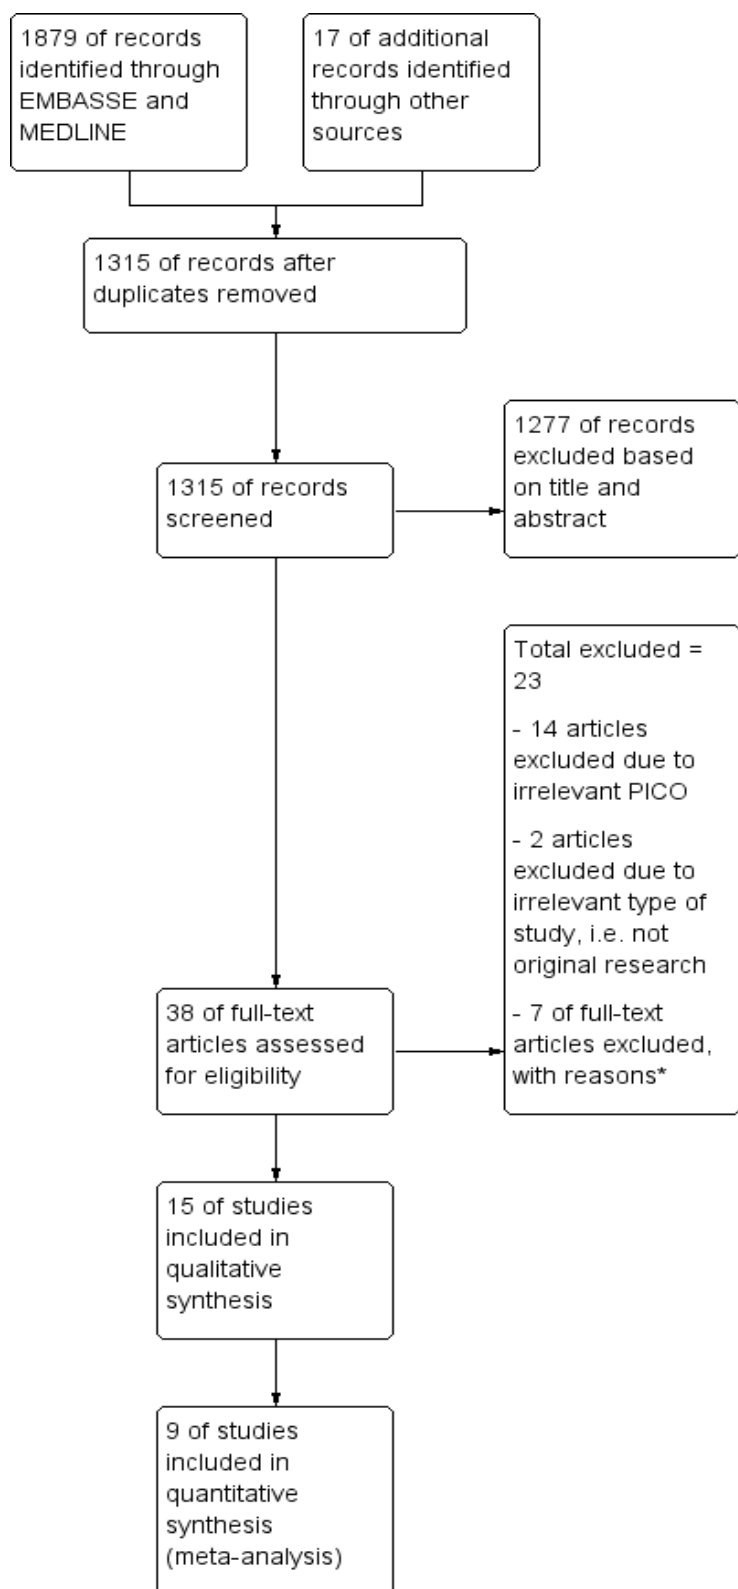 1879 of records
identified through
EMBASSE and
MEDLINE
17 of additional
records identified
through other
sources
1315 of records after
duplicates removed
1315 of records
screened
1277 of records
excluded based
on title and
abstract
38 of full-text
articles assessed
for eligibility
Total excluded =
23
- 14 articles
excluded due to
irrelevant PICO
- 2 articles
excluded due to
irrelevant type of
study, i.e. not
original research
- 7 of full-text
articles excluded,
with reasons*
15 of studies
included in
qualitative
synthesis
9 of studies
included in
quantitative
synthesis
(meta-analysis)